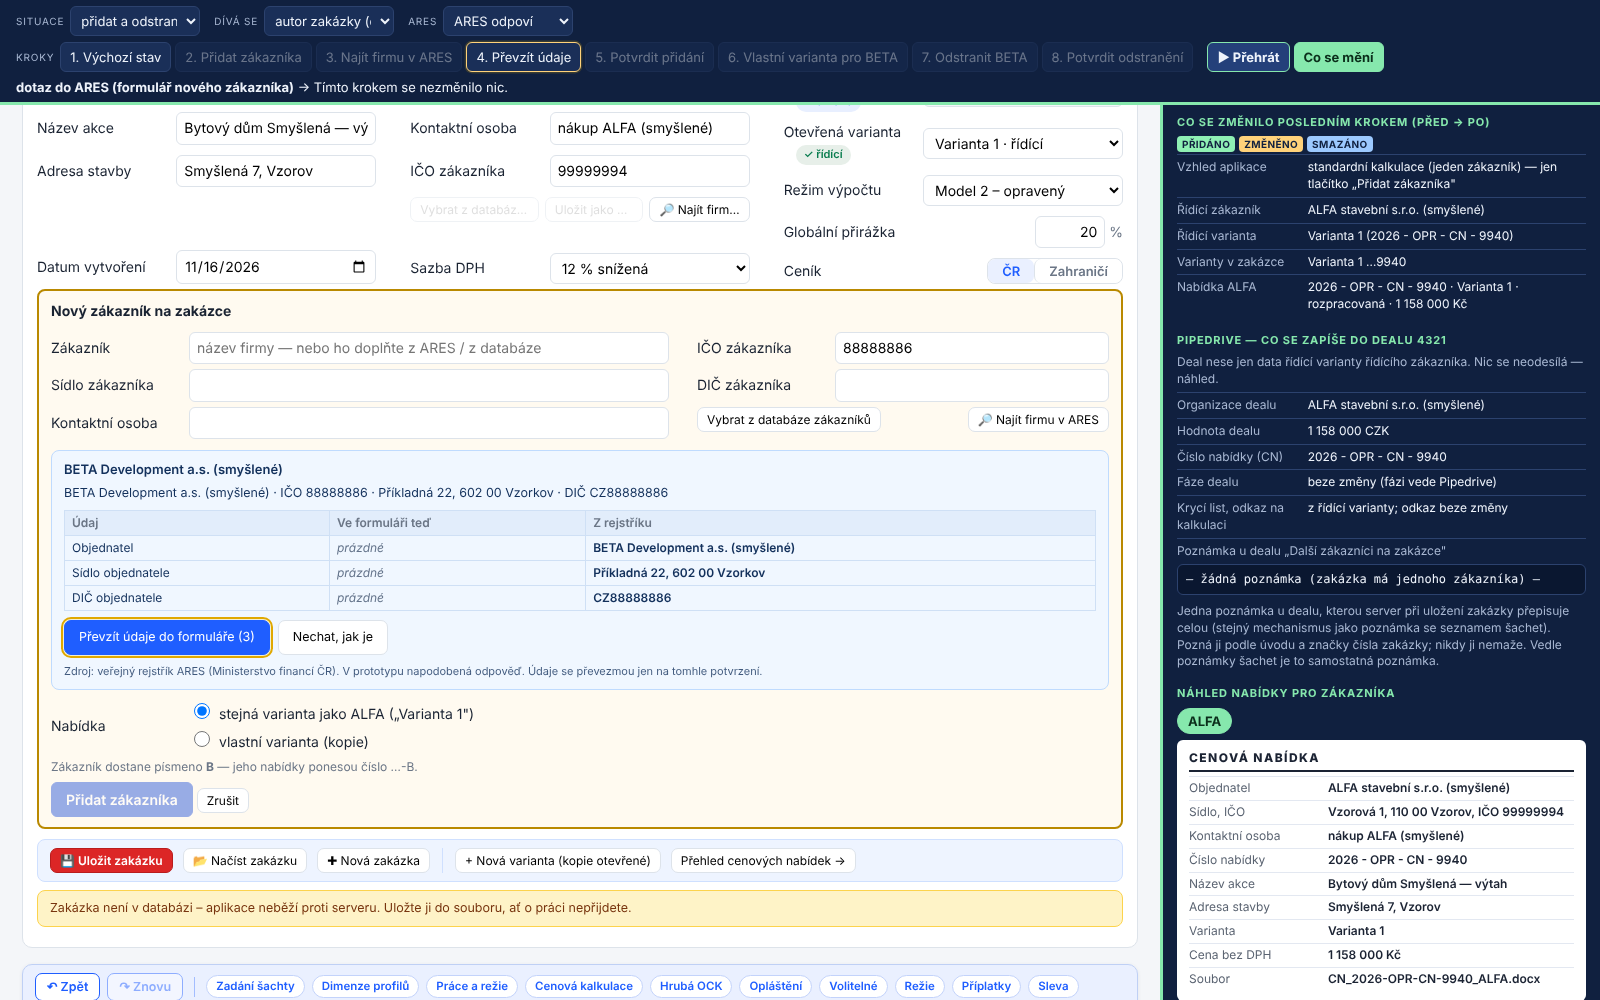 SITUACE přidat a odstran DÍVÁ SE autor zakázky ( ARES ARES odpoví
KROKY 1. Výchozí stav 2. Přidat zákazníka 3. Najít firmu v ARES 4. Převzít údaje 5. Potvrdit přidání 6. Vlastní varianta pro BETA 7. Odstranit BETA 8. Potvrdit odstranění ▶ Přehrát Co se mění
dotaz do ARES (formulář nového zákazníka) → Tímto krokem se nezměnilo nic.
Název akce Bytový dům Smyšlená — vý
Adresa stavby Smyšlená 7, Vzorov
Datum vytvoření 11/16/2026
Kontaktní osoba nákup ALFA (smyšlené)
IČO zákazníka 99999994
Vybrat z databáz... Uložit jako ... 🔎 Najít firm...
Sazba DPH 12 % snížená
Otevřená varianta Varianta 1 · řídící
✓ řídící
Režim výpočtu Model 2 – opravený
Globální přirážka 20 %
Ceník ČR Zahraničí
Nový zákazník na zakázce
Zákazník název firmy — nebo ho doplňte z ARES / z databáze IČO zákazníka 88888886
Sídlo zákazníka DIČ zákazníka
Kontaktní osoba Vybrat z databáze zákazníků 🔎 Najít firmu v ARES
BETA Development a.s. (smyšlené)
BETA Development a.s. (smyšlené) · IČO 88888886 · Příkladná 22, 602 00 Vzorkov · DIČ CZ88888886
Údaj Ve formuláři teď Z rejstříku
Objednatel prázdné BETA Development a.s. (smyšlené)
Sídlo objednatele prázdné Příkladná 22, 602 00 Vzorkov
DIČ objednatele prázdné CZ88888886
Převzít údaje do formuláře (3) Nechat, jak je
Zdroj: veřejný rejstřík ARES (Ministerstvo financí ČR). V prototypu napodobená odpověď. Údaje se převezmou jen na tomhle potvrzení.
Nabídka stejná varianta jako ALFA („Varianta 1")
vlastní varianta (kopie)
Zákazník dostane písmeno B — jeho nabídky ponesou číslo ...-B.
Přidat zákazníka Zrušit
💾 Uložit zakázku 📂 Načíst zakázku ✚ Nová zakázka + Nová varianta (kopie otevřené) Přehled cenových nabídek →
Zakázka není v databázi – aplikace neběží proti serveru. Uložte ji do souboru, ať o práci nepřijdete.
↶ Zpět ↷ Znovu Zadání šachty Dimenze profilů Práce a režie Cenová kalkulace Hrubá OCK Opláštění Volitelné Režie Příplatky Sleva
CO SE ZMĚNILO POSLEDNÍM KROKEM (PŘED → PO)
PŘIDÁNO ZMĚNĚNO SMAZÁNO
Vzhled aplikace standardní kalkulace (jeden zákazník) — jen
tlačítko „Přidat zákazníka"
Řídící zákazník ALFA stavební s.r.o. (smyšlené)
Řídící varianta Varianta 1 (2026 - OPR - CN - 9940)
Varianty v zakázce Varianta 1 ...9940
Nabídka ALFA 2026 - OPR - CN - 9940 · Varianta 1 ·
rozpracovaná · 1 158 000 Kč
PIPEDRIVE — CO SE ZAPÍŠE DO DEALU 4321
Deal nese jen data řídící varianty řídícího zákazníka. Nic se neodesílá —
náhled.
Organizace dealu ALFA stavební s.r.o. (smyšlené)
Hodnota dealu 1 158 000 CZK
Číslo nabídky (CN) 2026 - OPR - CN - 9940
Fáze dealu beze změny (fázi vede Pipedrive)
Krycí list, odkaz na z řídící varianty; odkaz beze změny
kalkulaci
Poznámka u dealu „Další zákazníci na zakázce"
— žádná poznámka (zakázka má jednoho zákazníka) —
Jedna poznámka u dealu, kterou server při uložení zakázky přepisuje
celou (stejný mechanismus jako poznámka se seznamem šachet).
Pozná ji podle úvodu a značky čísla zakázky; nikdy ji nemaže. Vedle
poznámky šachet je to samostatná poznámka.
NÁHLED NABÍDKY PRO ZÁKAZNÍKA
ALFA
CENOVÁ NABÍDKA
Objednatel ALFA stavební s.r.o. (smyšlené)
Sídlo, IČO Vzorová 1, 110 00 Vzorov, IČO 99999994
Kontaktní osoba nákup ALFA (smyšlené)
Číslo nabídky 2026 - OPR - CN - 9940
Název akce Bytový dům Smyšlená — výtah
Adresa stavby Smyšlená 7, Vzorov
Varianta Varianta 1
Cena bez DPH 1 158 000 Kč
Soubor CN_2026-OPR-CN-9940_ALFA.docx